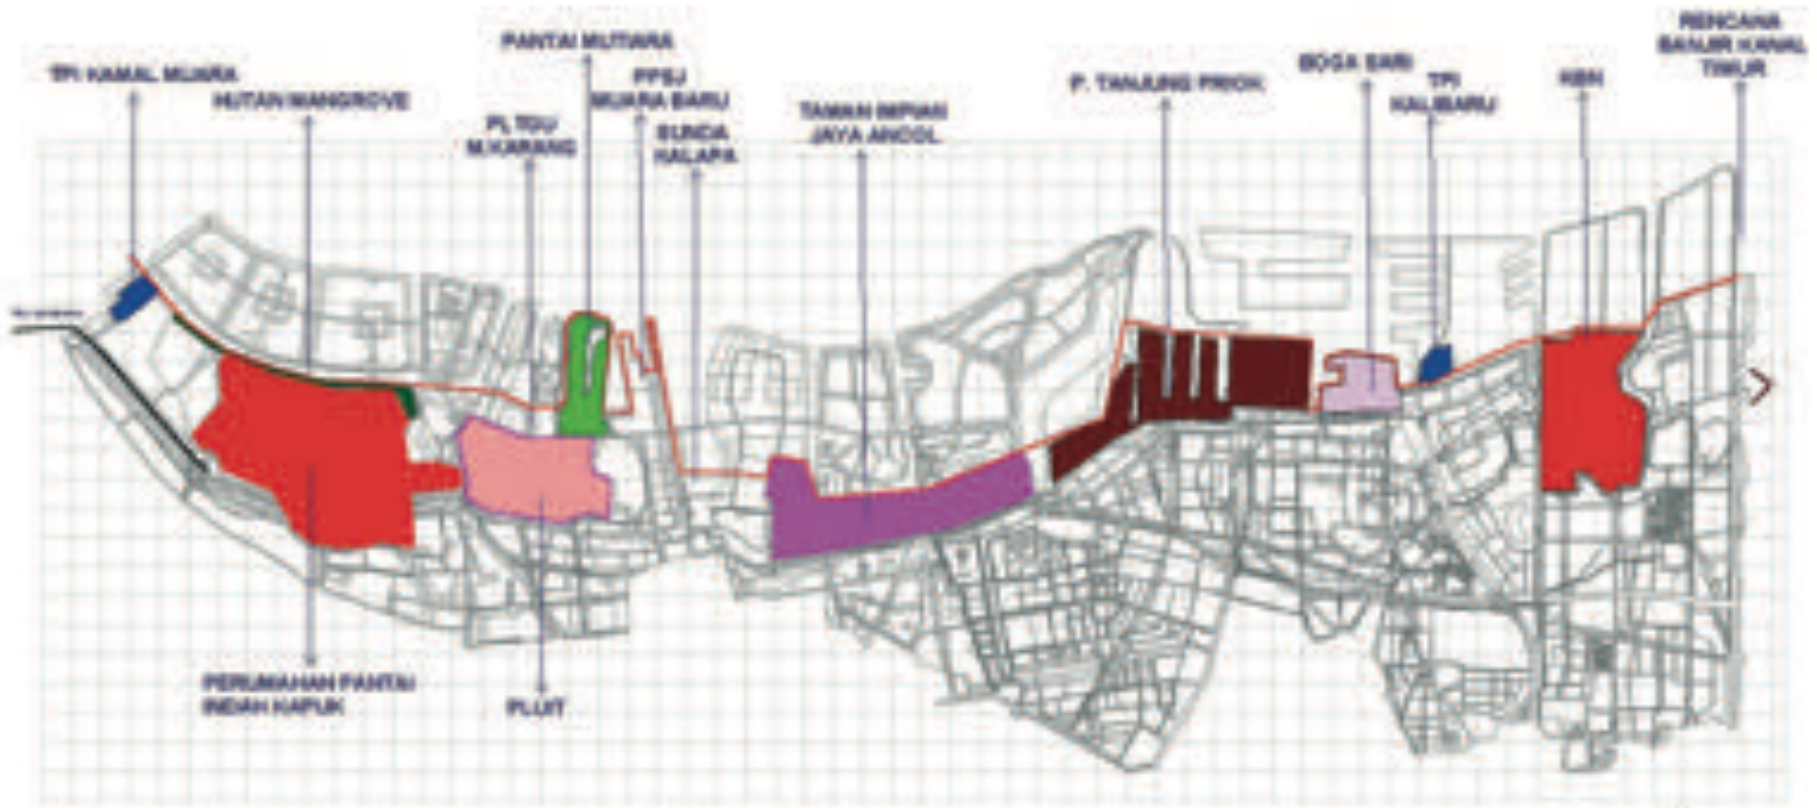 RENCANA
BANJIR KANAL
TIMUR
PANTAI MUTIARA
BOGA SARI
TPI KAMAL MUARA
HUTAN MANGROVE
PPSJ
MUARA BARU
P. TANJUNG PRIOK
TPI
KALIBARU
KBN
PLTGU
M.KARANG
SUNDA
KALAPA
TAMAN IMPIAN
JAYA ANCOL
PERUMAHAN PANTAI
INDAH KAPUK
PLUIT